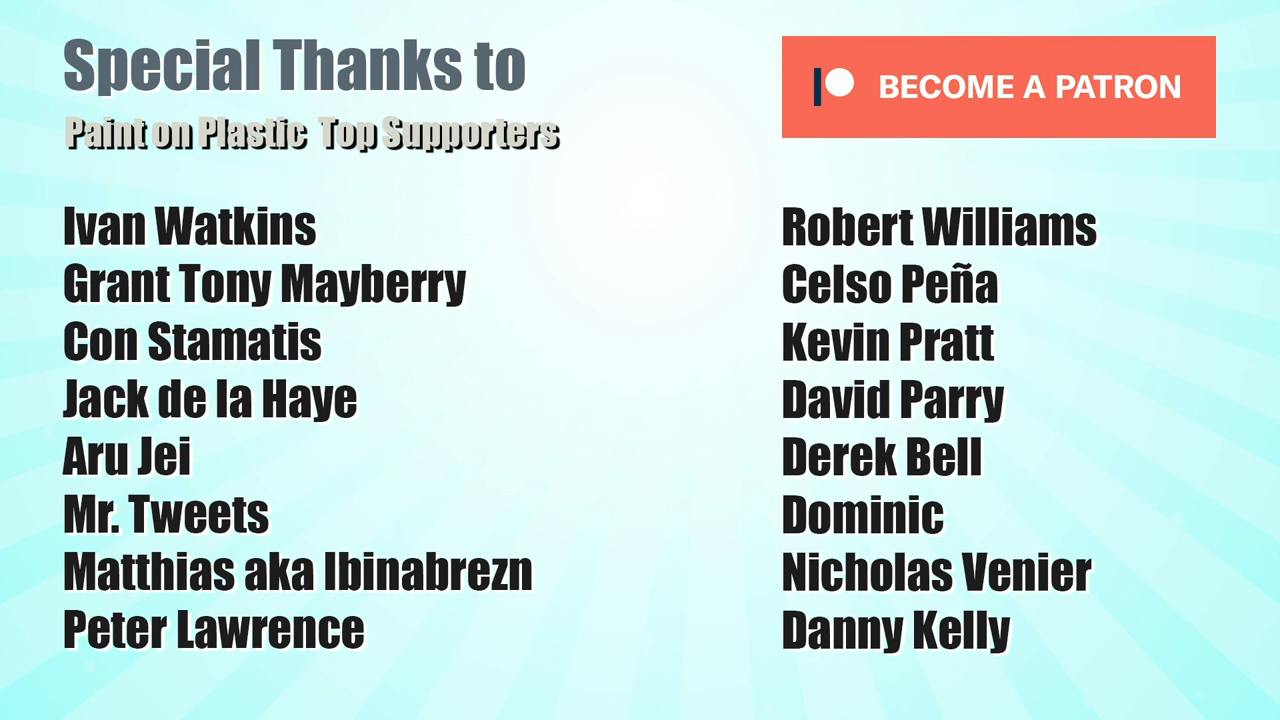 Special Thanks to
Paint on Plastic Top Supporters
BECOME A PATRON
Ivan Watkins
Grant Tony Mayberry
Con Stamatis
Jack de la Haye
Aru Jei
Mr. Tweets
Matthias aka Ibinabrezn
Peter Lawrence
Robert Williams
Celso Peña
Kevin Pratt
David Parry
Derek Bell
Dominic
Nicholas Venier
Danny Kelly